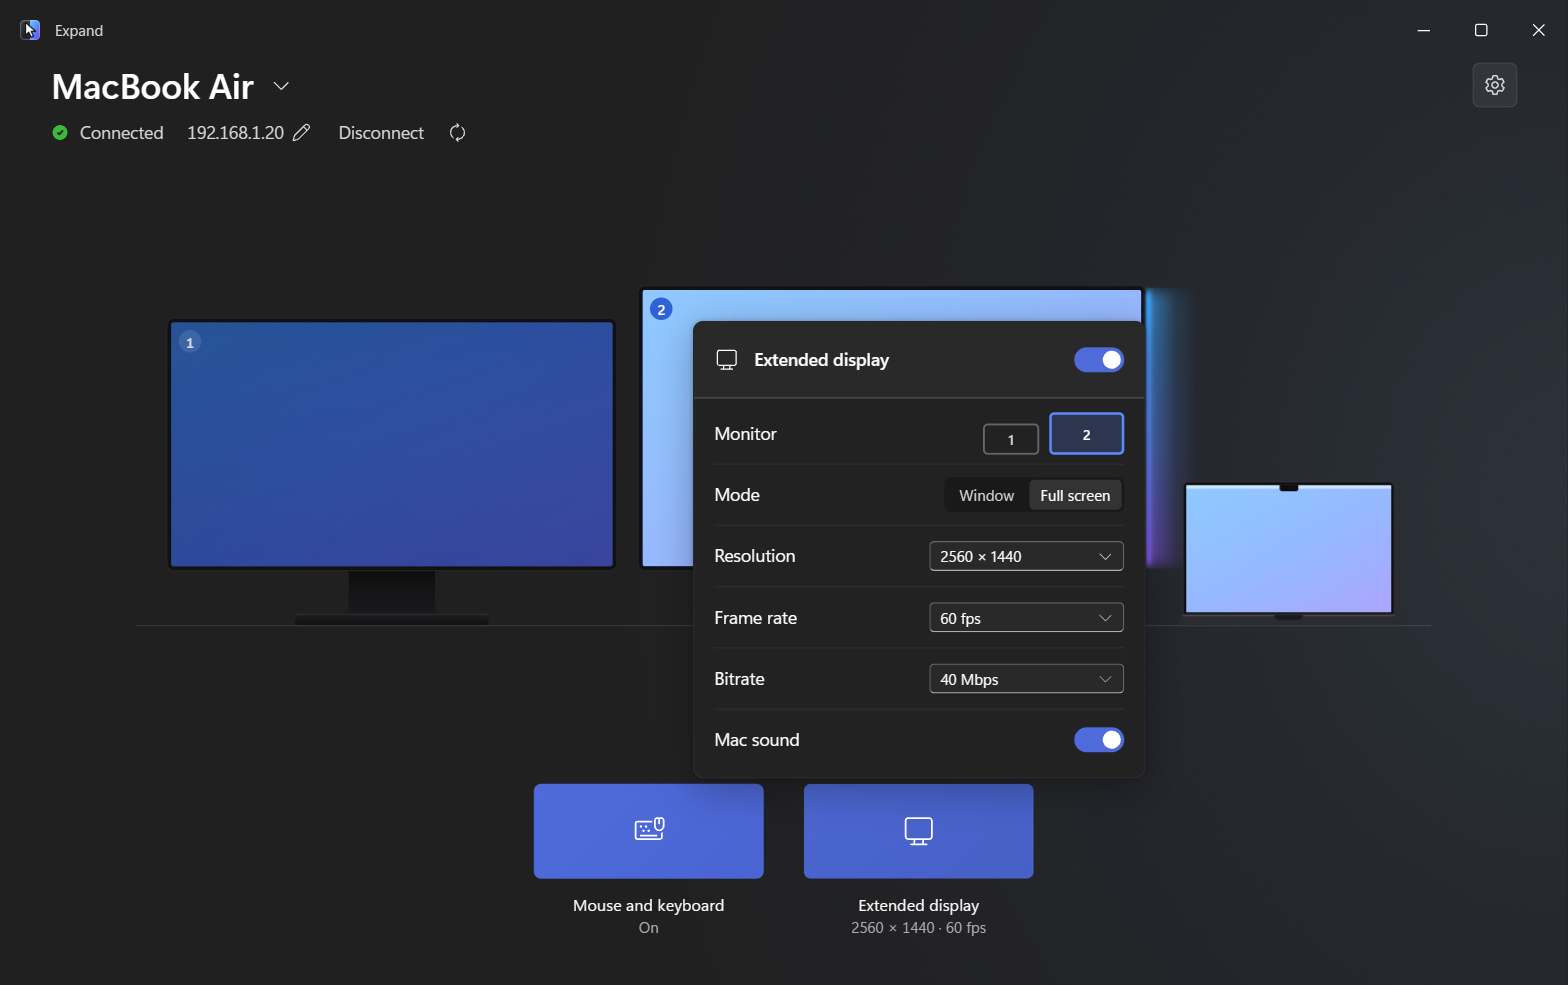 Expand
MacBook Air
Connected 192.168.1.20 Disconnect
1
2
Extended display
Monitor 1 2
Mode Window Full screen
Resolution 2560 × 1440
Frame rate 60 fps
Bitrate 40 Mbps
Mac sound
Mouse and keyboard
On
Extended display
2560 × 1440 · 60 fps